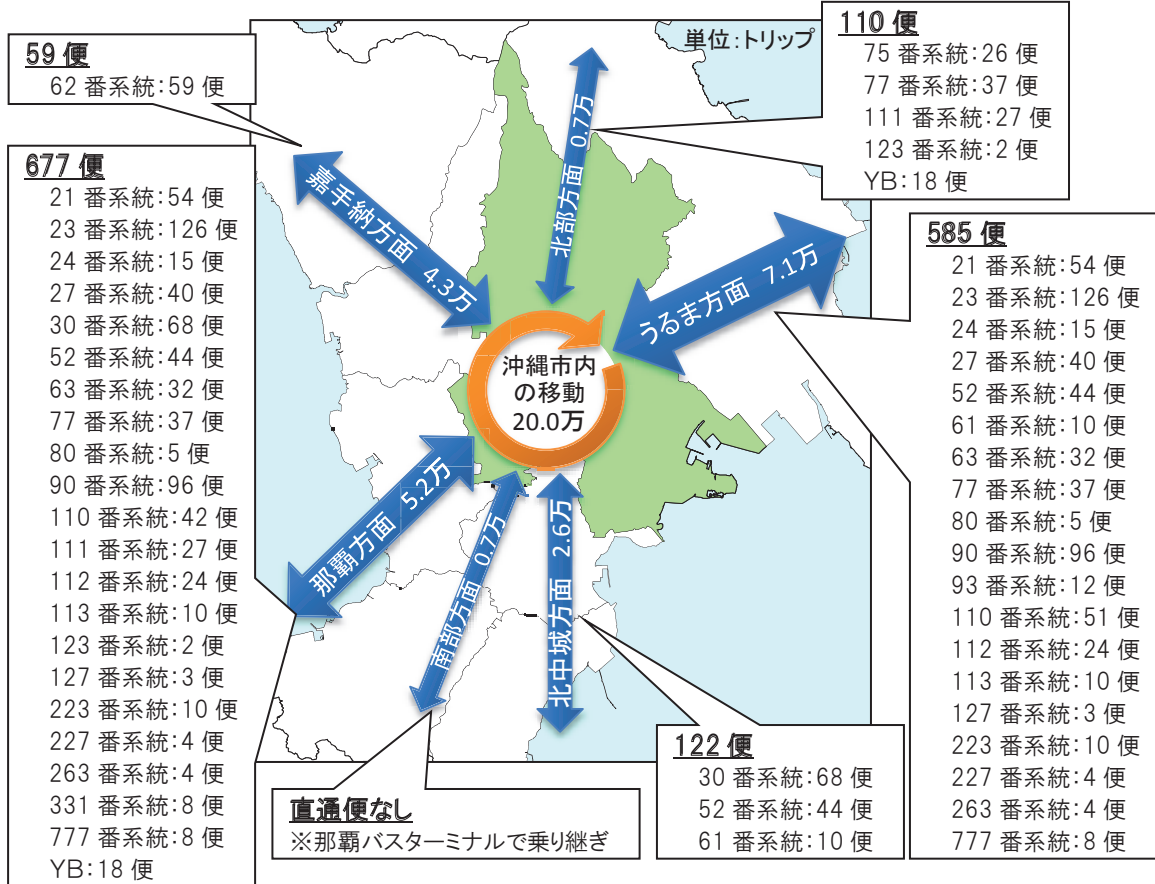 59 便
62 番系統：59 便
677 便
21 番系統：54 便
23 番系統：126 便
24 番系統：15 便
27 番系統：40 便
30 番系統：68 便
52 番系統：44 便
63 番系統：32 便
77 番系統：37 便
80 番系統：5 便
90 番系統：96 便
110 番系統：42 便
111 番系統：27 便
112 番系統：24 便
113 番系統：10 便
123 番系統：2 便
127 番系統：3 便
223 番系統：10 便
227 番系統：4 便
263 番系統：4 便
331 番系統：8 便
777 番系統：8 便
YB：18 便
単位：トリップ
北部方面 0.7万
嘉手納方面 4.3万
うるま方面 7.1万
沖縄市内
の移動
20.0万
那覇方面 5.2万
南部方面 0.7万
北中城方面 2.6万
直通便なし
※那覇バスターミナルで乗り継ぎ
122 便
30 番系統：68 便
52 番系統：44 便
61 番系統：10 便
110 便
75 番系統：26 便
77 番系統：37 便
111 番系統：27 便
123 番系統：2 便
YB：18 便
585 便
21 番系統：54 便
23 番系統：126 便
24 番系統：15 便
27 番系統：40 便
52 番系統：44 便
61 番系統：10 便
63 番系統：32 便
77 番系統：37 便
80 番系統：5 便
90 番系統：96 便
93 番系統：12 便
110 番系統：51 便
112 番系統：24 便
113 番系統：10 便
127 番系統：3 便
223 番系統：10 便
227 番系統：4 便
263 番系統：4 便
777 番系統：8 便